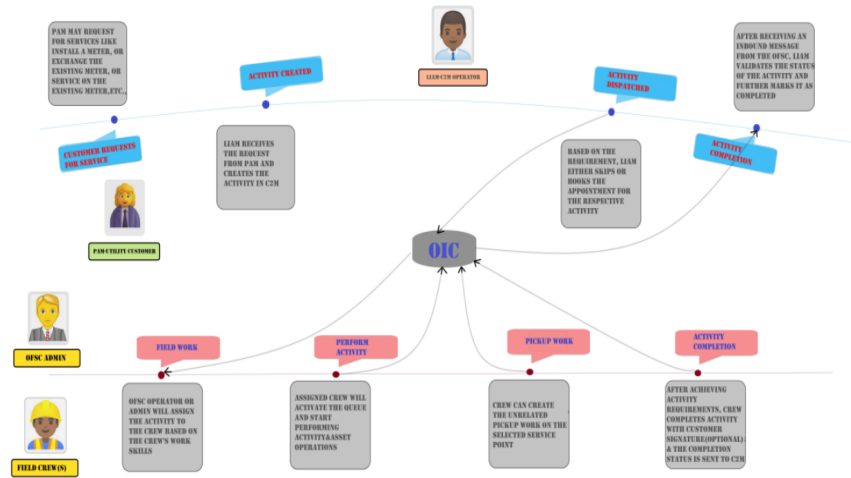 PAM MAY REQUEST
FOR SERVICES LIKE
INSTALL A METER, OR
EXCHANGE THE
EXISTING METER, OR
SERVICE ON THE
EXISTING METER,ETC.,
ACTIVITY CREATED
LIAM-C2M OPERATOR
ACTIVITY
DISPATCHED
AFTER RECEIVING AN
INBOUND MESSAGE
FROM THE OFSC, LIAM
VALIDATES THE STATUS
OF THE ACTIVITY AND
FURTHER MARKS IT AS
COMPLETED
CUSTOMER REQUESTS
FOR SERVICE
LIAM RECEIVES
THE REQUEST
FROM PAM AND
CREATES THE
ACTIVITY IN C2M
BASED ON THE
REQUIREMENT, LIAM
EITHER SKIPS OR
BOOKS THE
APPOINTMENT FOR
THE RESPECTIVE
ACTIVITY
ACTIVITY
COMPLETION
PAM-UTILITY CUSTOMER
OIC
OFSC ADMIN
FIELD WORK
PERFORM
ACTIVITY
PICKUP WORK
ACTIVITY
COMPLETION
FIELD CREW(S)
OFSC OPERATOR OR
ADMIN WILL ASSIGN
THE ACTIVITY TO
THE CREW BASED ON
THE CREW'S WORK
SKILLS
ASSIGNED CREW WILL
ACTIVATE THE QUEUE
AND START
PERFORMING
ACTIVITY&ASSET
OPERATIONS
CREW CAN CREATE
THE UNRELATED
PICKUP WORK ON THE
SELECTED SERVICE
POINT
AFTER ACHIEVING
ACTIVITY
REQUIREMENTS, CREW
COMPLETES ACTIVITY
WITH CUSTOMER
SIGNATURE(OPTIONAL).
& THE COMPLETION
STATUS IS SENT TO C2M